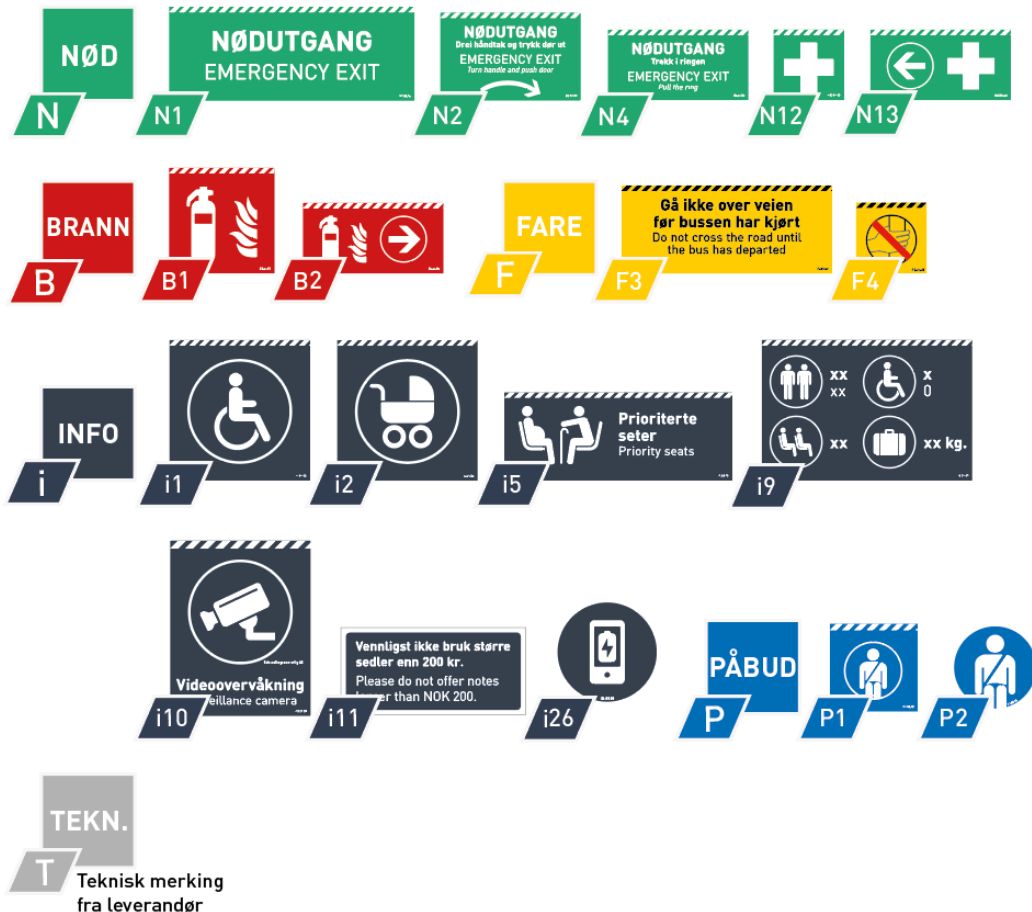 NØD
N
NØDUTGANG
EMERGENCY EXIT
N1
NØDUTGANG
Drei håndtak og trykk dør ut
EMERGENCY EXIT
Turn handle and push door
N2
NØDUTGANG
Trekk i ringen
EMERGENCY EXIT
Pull the ring
N4
N12
N13
BRANN
B
B1
B2
FARE
F
Gå ikke over veien
før bussen har kjørt
Do not cross the road until
the bus has departed
F3
F4
INFO
i
i1
i2
Prioriterte
seter
Priority seats
i5
xx
xx
x
0
xx
xx kg.
i9
Videoovervåkning
eillance camera
i10
Vennligst ikke bruk større
sedler enn 200 kr.
Please do not offer notes
er than NOK 200.
i11
i26
PÅBUD
P
P1
P2
TEKN.
T
Teknisk merking
fra leverandør